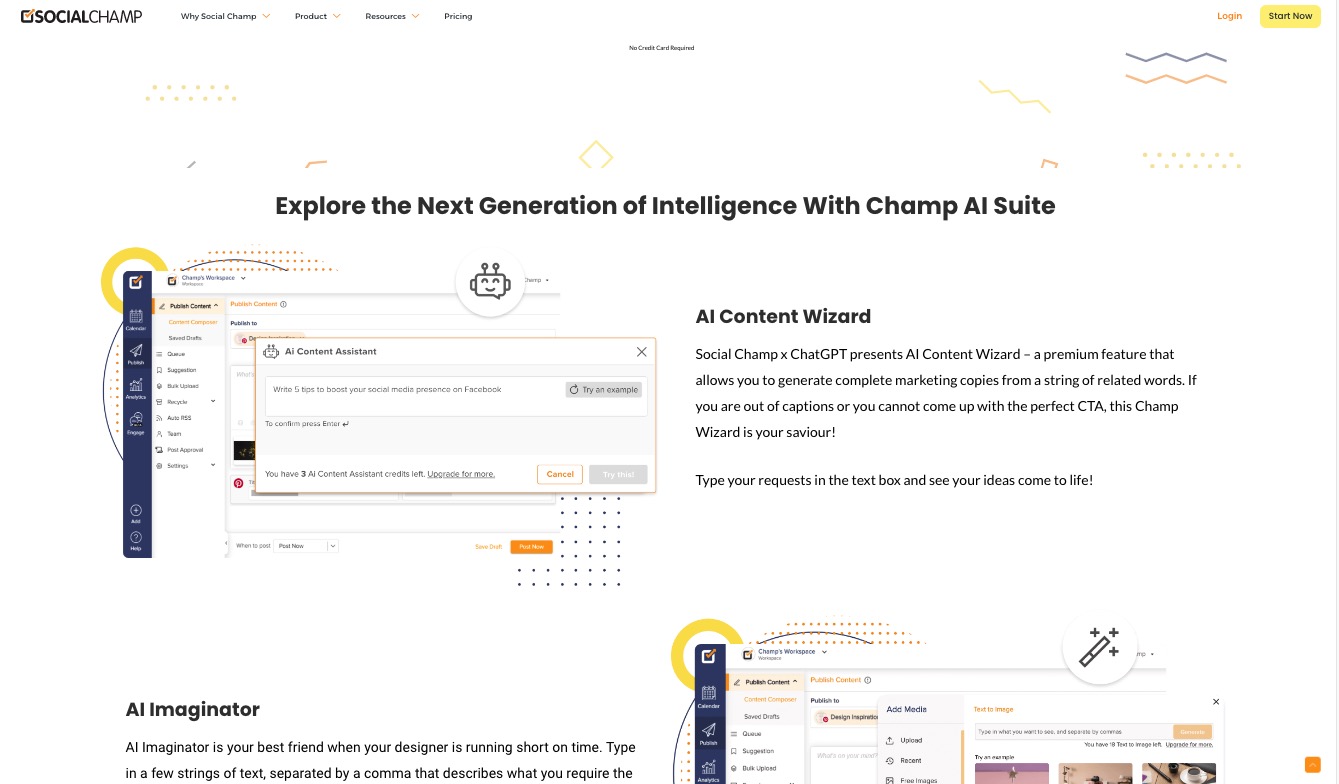 SOCIALCHAMP
Why Social Champ
Product
Resources
Pricing
Login
Start Now
No Credit Card Required
Explore the Next Generation of Intelligence With Champ AI Suite
Champ's Workspace
Workspace
Champ
Calendar
Publish
Analytics
Engage
Add
Help
Publish Content
Content Composer
Saved Drafts
Queue
Suggestion
Bulk Upload
Recycle
Auto RSS
Team
Post Approval
Settings
Publish Content
Publish to
Ai Content Assistant
Write 5 tips to boost your social media presence on Facebook
Try an example
To confirm press Enter
You have 3 Ai Content Assistant credits left. Upgrade for more.
Cancel
Try this!
When to post
Post Now
Save Draft
Post Now
AI Content Wizard
Social Champ x ChatGPT presents AI Content Wizard – a premium feature that
allows you to generate complete marketing copies from a string of related words. If
you are out of captions or you cannot come up with the perfect CTA, this Champ
Wizard is your saviour!
Type your requests in the text box and see your ideas come to life!
AI Imaginator
AI Imaginator is your best friend when your designer is running short on time. Type
in a few strings of text, separated by a comma that describes what you require the
Champ's Workspace
Workspace
Calendar
Publish
Analytics
Publish Content
Content Composer
Saved Drafts
Queue
Suggestion
Bulk Upload
Publish Content
Publish to
Design Inspiration
What's on your mind?
Add Media
Upload
Recent
Free Images
Text to Image
Type in what you want to see, and separate by commas
Generate
You have 18 Text to Image left. Upgrade for more.
Try an example